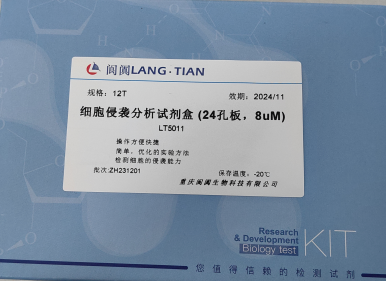 阆阗LANG·TIAN
规格：12T 效期：2024/11
细胞侵袭分析试剂盒 (24孔板，8uM)
LT5011
操作方便快捷
简单、优化的实验方法
检测细胞的侵袭能力
批次:ZH231201 保存温度：-20℃
重庆阆阗生物科技有限公司
Research
& Development
Biology test
KIT
您值得信赖的检测试剂